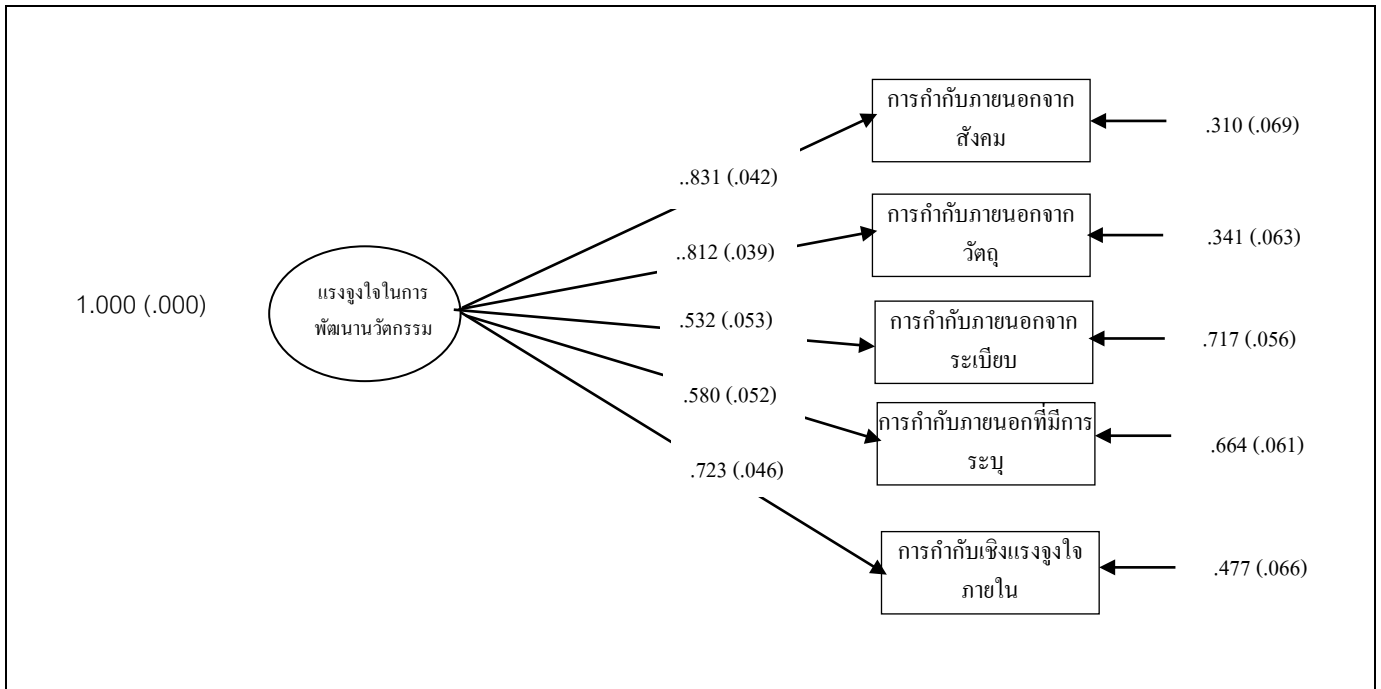 การกำกับภายนอกจาก
สังคม
.310 (.069)
..831 (.042)
การกำกับภายนอกจาก
วัตถุ
.341 (.063)
..812 (.039)
1.000 (.000)
แรงจูงใจในการ
พัฒนานวัตกรรม
.532 (.053)
การกำกับภายนอกจาก
ระเบียบ
.717 (.056)
.580 (.052)
การกำกับภายนอกที่มีการ
ระบุ
.664 (.061)
.723 (.046)
การกำกับเชิงแรงจูงใจ
ภายใน
.477 (.066)